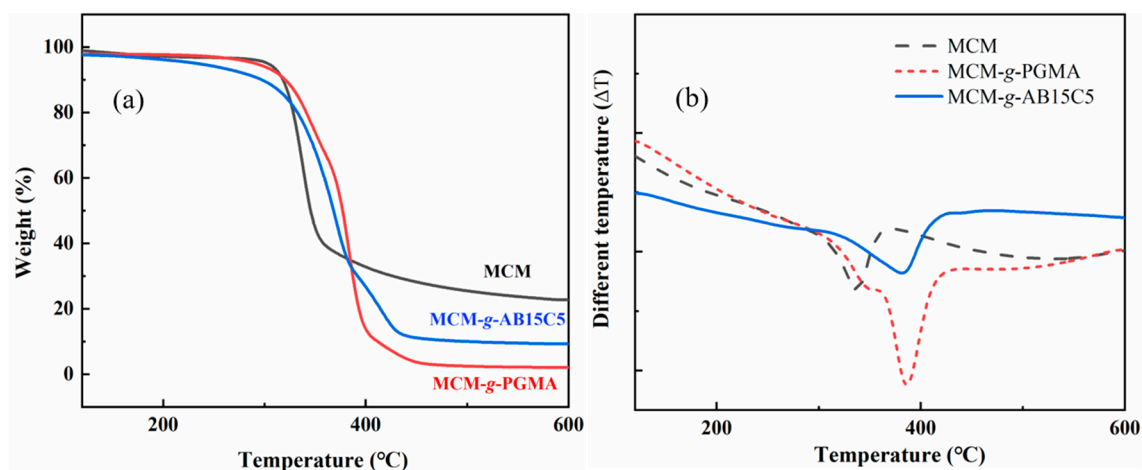 (a)
Weight (%)
100
80
60
40
20
0
MCM
MCM-g-AB15C5
MCM-g-PGMA
200
400
600
Temperature (℃)
(b)
Different temperature (ΔT)
MCM
MCM-g-PGMA
MCM-g-AB15C5
200
400
600
Temperature (℃)